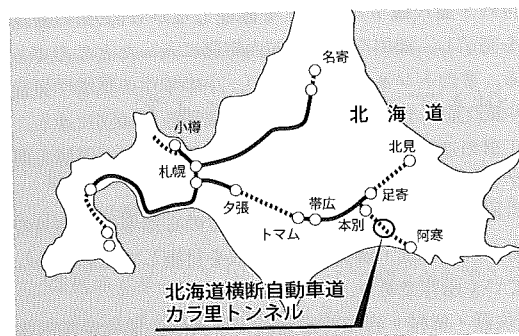 名寄
北海道
小樽
北見
札幌
足寄
夕張
帯広
本別
トマム
阿寒
北海道横断自動車道
カラ里トンネル